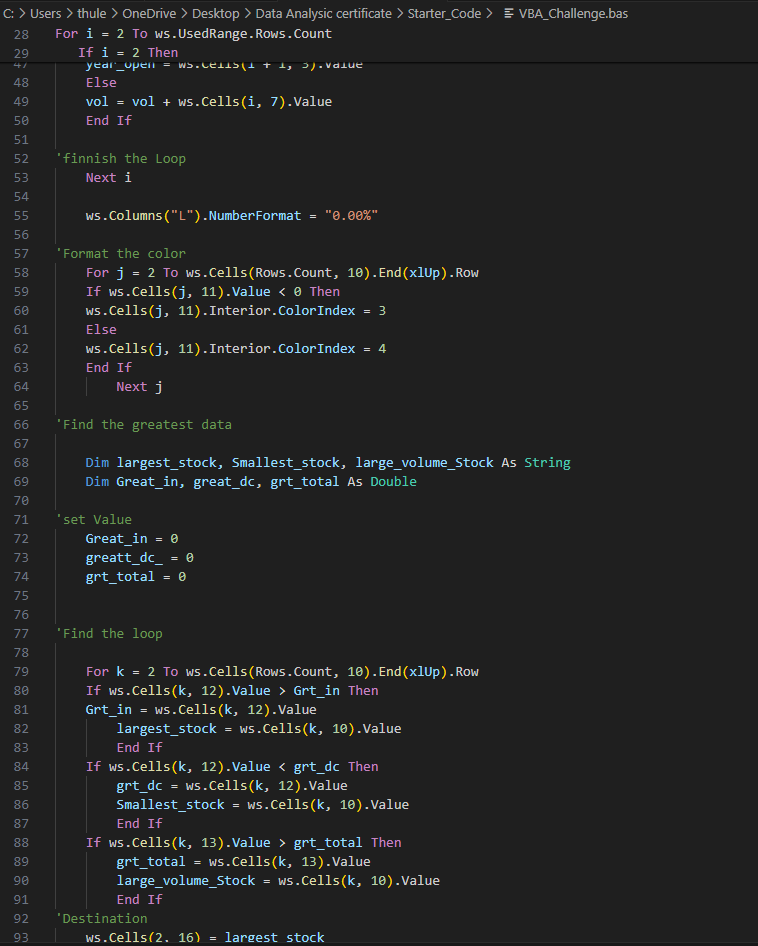 C: > Users > thule > OneDrive > Desktop > Data Analysic certificate > Starter_Code > VBA_Challenge.bas
28 For i = 2 To ws.UsedRange.Rows.Count
29 If i = 2 Then
47 year_open = ws.Cells(i + 1, 3).Value
48 Else
49 vol = vol + ws.Cells(i, 7).Value
50 End If
51
52 'finnish the Loop
53 Next i
54
55 ws.Columns("L").NumberFormat = "0.00%"
56
57 'Format the color
58 For j = 2 To ws.Cells(Rows.Count, 10).End(xlUp).Row
59 If ws.Cells(j, 11).Value < 0 Then
60 ws.Cells(j, 11).Interior.ColorIndex = 3
61 Else
62 ws.Cells(j, 11).Interior.ColorIndex = 4
63 End If
64 Next j
65
66 'Find the greatest data
67
68 Dim largest_stock, Smallest_stock, large_volume_Stock As String
69 Dim Great_in, great_dc, grt_total As Double
70
71 'set Value
72 Great_in = 0
73 greatt_dc_ = 0
74 grt_total = 0
75
76
77 'Find the loop
78
79 For k = 2 To ws.Cells(Rows.Count, 10).End(xlUp).Row
80 If ws.Cells(k, 12).Value > Grt_in Then
81 Grt_in = ws.Cells(k, 12).Value
82 largest_stock = ws.Cells(k, 10).Value
83 End If
84 If ws.Cells(k, 12).Value < grt_dc Then
85 grt_dc = ws.Cells(k, 12).Value
86 Smallest_stock = ws.Cells(k, 10).Value
87 End If
88 If ws.Cells(k, 13).Value > grt_total Then
89 grt_total = ws.Cells(k, 13).Value
90 large_volume_Stock = ws.Cells(k, 10).Value
91 End If
92 'Destination
93 ws.Cells(2, 16) = largest_stock